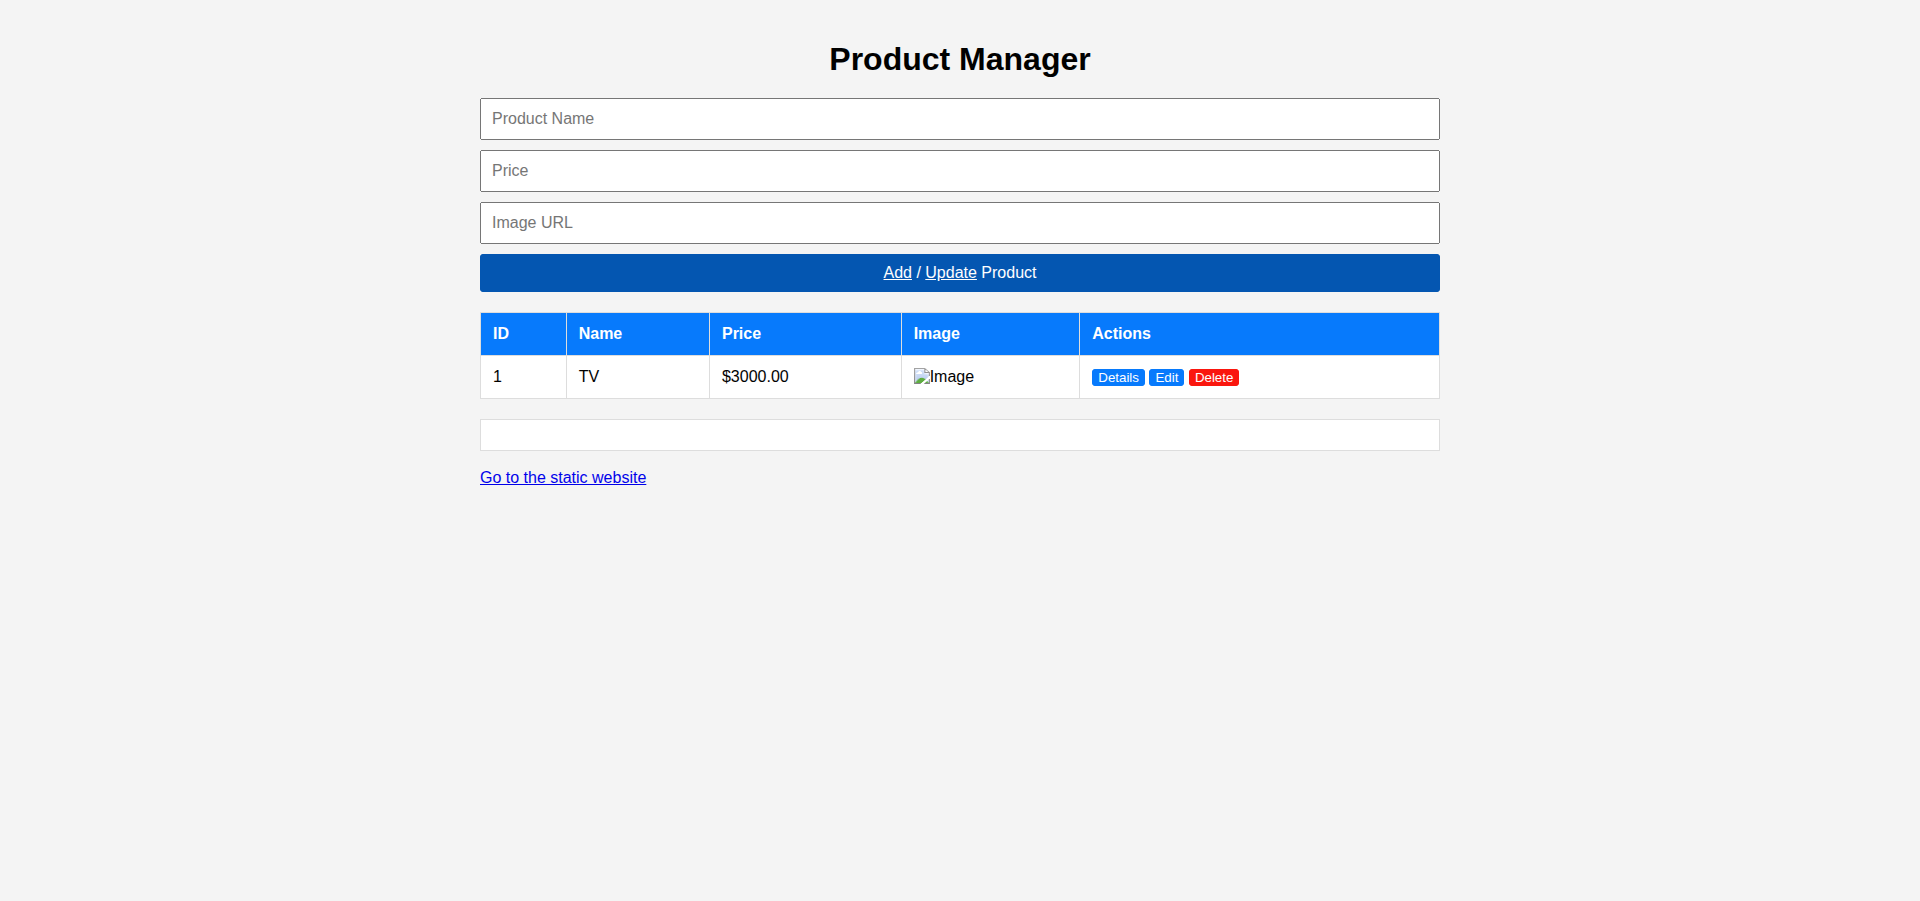 Product Manager
Product Name
Price
Image URL
Add / Update Product
ID Name Price Image Actions
1 TV $3000.00 Image Details Edit Delete
Go to the static website